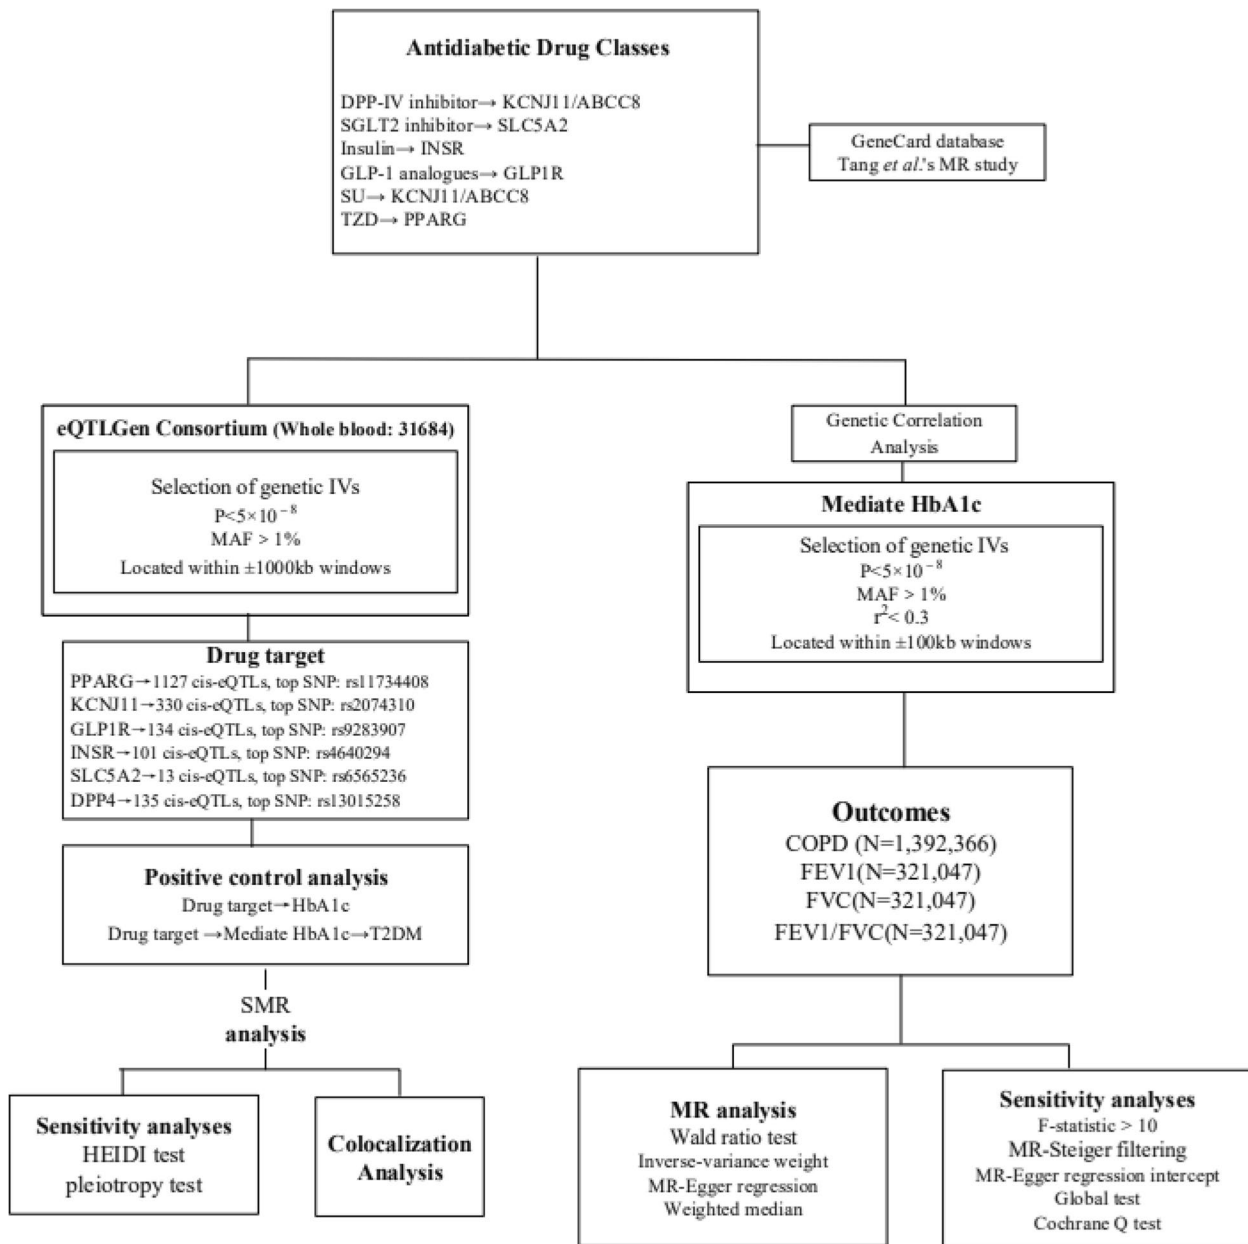 Antidiabetic Drug Classes
DPP-IV inhibitor→ KCNJ11/ABCC8
SGLT2 inhibitor→ SLC5A2
Insulin→ INSR
GLP-1 analogues→ GLP1R
SU→ KCNJ11/ABCC8
TZD→ PPARG
GeneCard database
Tang et al.'s MR study
eQTLGen Consortium (Whole blood: 31684)
Selection of genetic IVs
P<5×10⁻⁸
MAF > 1%
Located within ±1000kb windows
Drug target
PPARG→1127 cis-eQTLs, top SNP: rs11734408
KCNJ11→330 cis-eQTLs, top SNP: rs2074310
GLP1R→134 cis-eQTLs, top SNP: rs9283907
INSR→101 cis-eQTLs, top SNP: rs4640294
SLC5A2→13 cis-eQTLs, top SNP: rs6565236
DPP4→135 cis-eQTLs, top SNP: rs13015258
Positive control analysis
Drug target→HbA1c
Drug target →Mediate HbA1c→T2DM
SMR
analysis
Sensitivity analyses
HEIDI test
pleiotropy test
Colocalization
Analysis
Genetic Correlation
Analysis
Mediate HbA1c
Selection of genetic IVs
P<5×10⁻⁸
MAF > 1%
r²< 0.3
Located within ±100kb windows
Outcomes
COPD (N=1,392,366)
FEV1(N=321,047)
FVC(N=321,047)
FEV1/FVC(N=321,047)
MR analysis
Wald ratio test
Inverse-variance weight
MR-Egger regression
Weighted median
Sensitivity analyses
F-statistic > 10
MR-Steiger filtering
MR-Egger regression intercept
Global test
Cochrane Q test